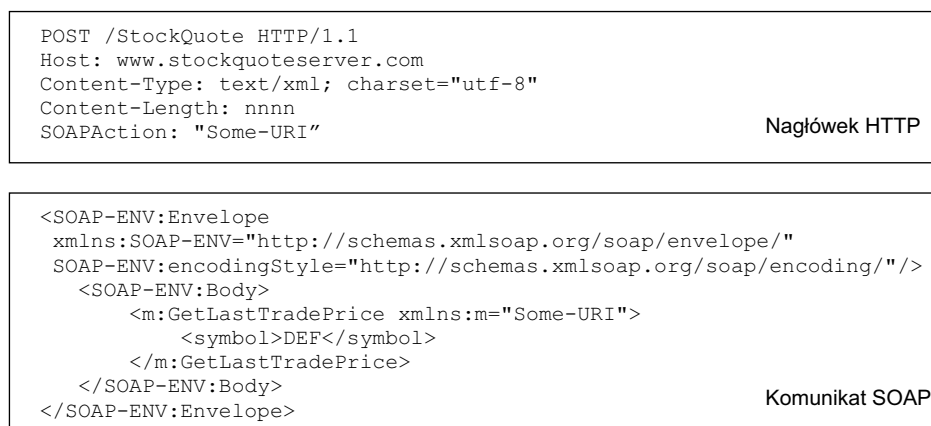 POST /StockQuote HTTP/1.1
Host: www.stockquoteserver.com
Content-Type: text/xml; charset="utf-8"
Content-Length: nnnn
SOAPAction: "Some-URI”
Nagłówek HTTP
<SOAP-ENV:Envelope
xmlns:SOAP-ENV="http://schemas.xmlsoap.org/soap/envelope/"
SOAP-ENV:encodingStyle="http://schemas.xmlsoap.org/soap/encoding/"/>
<SOAP-ENV:Body>
<m:GetLastTradePrice xmlns:m="Some-URI">
<symbol>DEF</symbol>
</m:GetLastTradePrice>
</SOAP-ENV:Body>
</SOAP-ENV:Envelope>
Komunikat SOAP